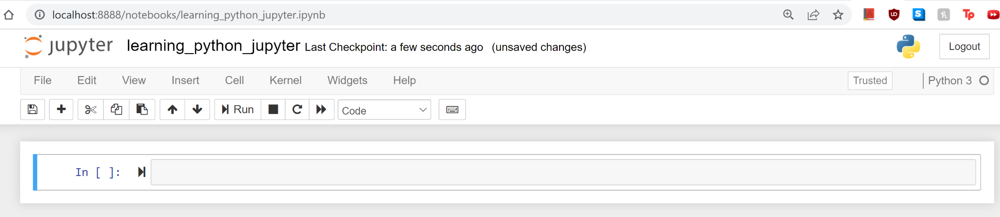 localhost:8888/notebooks/learning_python_jupyter.ipynb
jupyter learning_python_jupyter Last Checkpoint: a few seconds ago (unsaved changes) Logout
File Edit View Insert Cell Kernel Widgets Help Trusted Python 3
Run Code
In [ ]: